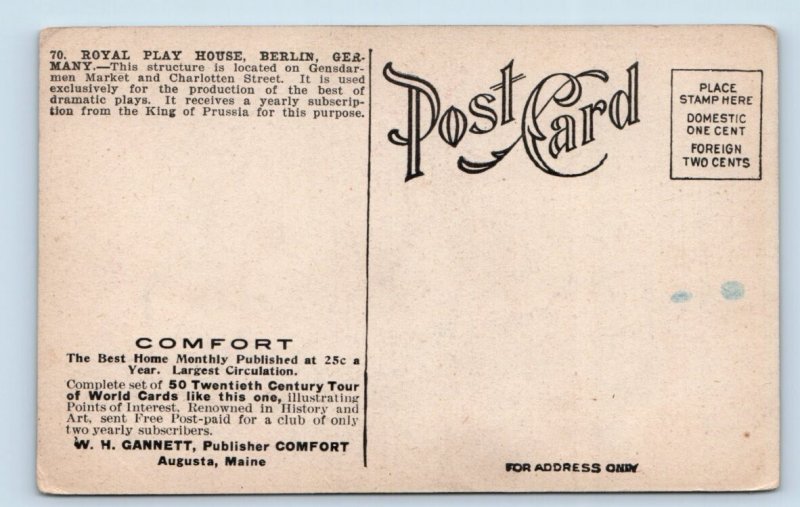 70. ROYAL PLAY HOUSE, BERLIN, GER-
MANY.—This structure is located on Gensdar-
men Market and Charlotten Street. It is used
exclusively for the production of the best of
dramatic plays. It receives a yearly subscrip-
tion from the King of Prussia for this purpose.
COMFORT
The Best Home Monthly Published at 25c a
Year. Largest Circulation.
Complete set of 50 Twentieth Century Tour
of World Cards like this one, illustrating
Points of Interest, Renowned in History and
Art, sent Free Post-paid for a club of only
two yearly subscribers.
W. H. GANNETT, Publisher COMFORT
Augusta, Maine
Post Card
PLACE
STAMP HERE
DOMESTIC
ONE CENT
FOREIGN
TWO CENTS
FOR ADDRESS ONLY